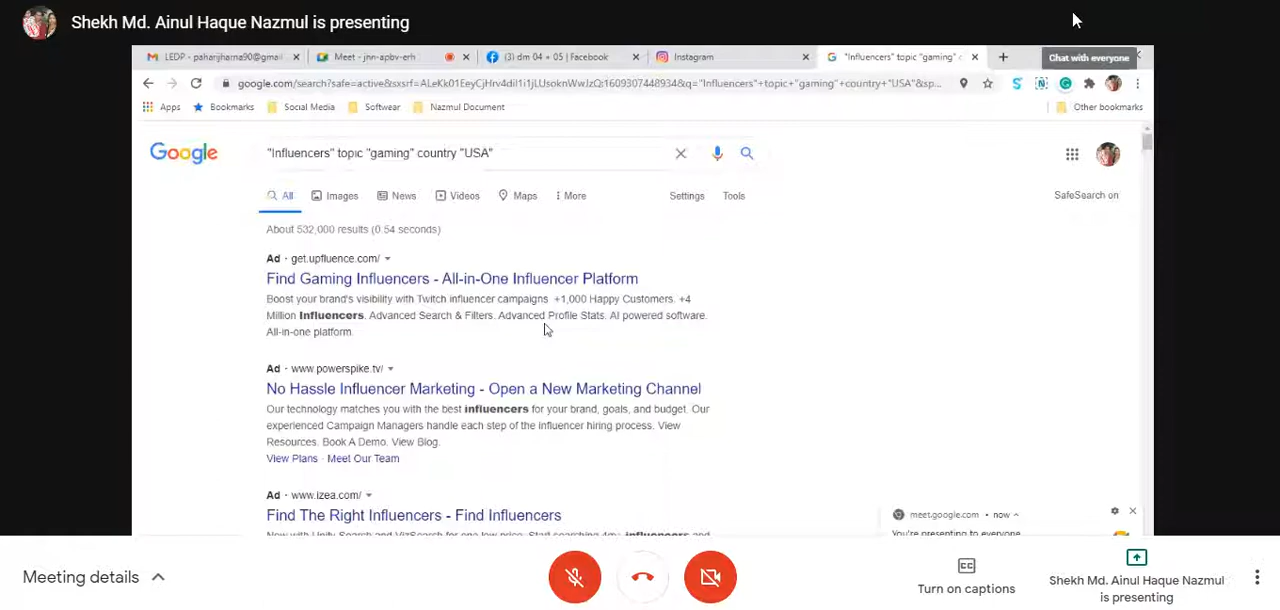 Shekh Md. Ainul Haque Nazmul is presenting
LEDP - paharijharna90@gmail
Meet - jnn-apbv-erh
(3) dm 04 + 05 | Facebook
Instagram
"Influencers" topic "gaming" c
Chat with everyone
google.com/search?safe=active&sxsrf=
Apps
Bookmarks
Social Media
Softwear
Nazmul Document
Other bookmarks
Google
"Influencers" topic "gaming" country "USA"
All
Images
News
Videos
Maps
More
Settings
Tools
SafeSearch on
About 532,000 results (0.54 seconds)
Ad · get.upfluence.com/
Find Gaming Influencers - All-in-One Influencer Platform
Boost your brand's visibility with Twitch influencer campaigns +1,000 Happy Customers. +4
Million Influencers. Advanced Search & Filters. Advanced Profile Stats. AI powered software.
All-in-one platform.
Ad · www.powerspike.tv/
No Hassle Influencer Marketing - Open a New Marketing Channel
Our technology matches you with the best influencers for your brand, goals, and budget. Our
experienced Campaign Managers handle each step of the influencer hiring process. View
Resources. Book A Demo. View Blog.
View Plans · Meet Our Team
Ad · www.izea.com/
Find The Right Influencers - Find Influencers
meet.google.com • now
You're presenting to everyone
Meeting details
Turn on captions
Shekh Md. Ainul Haque Nazmul
is presenting